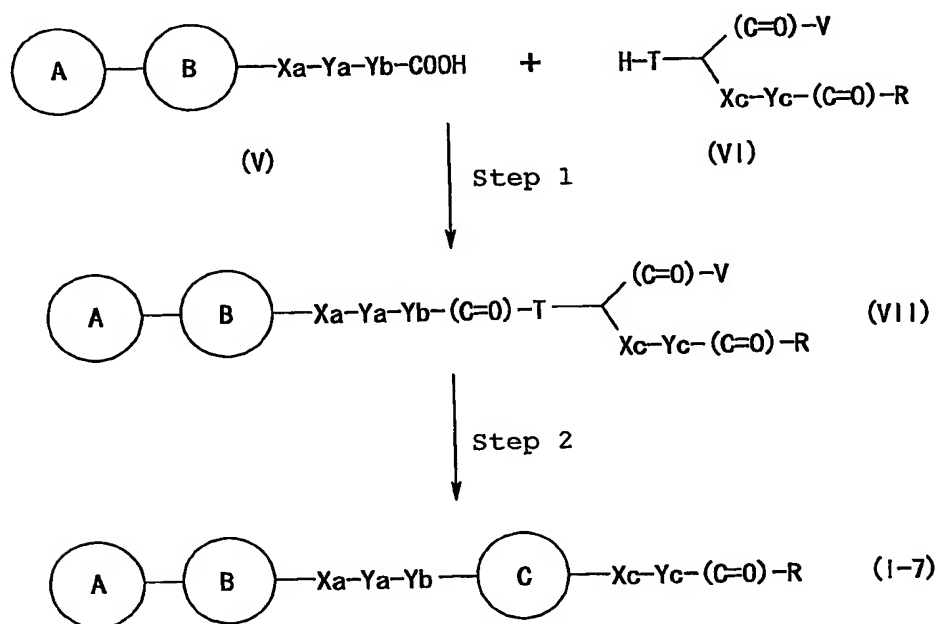 (C=O)-V
A B -Xa-Ya-Yb-COOH + H-T
Xc-Yc-(C=O)-R
(V) (VI)
Step 1
(C=O)-V
A B -Xa-Ya-Yb-(C=O)-T (VII)
Xc-Yc-(C=O)-R
Step 2
A B -Xa-Ya-Yb- C -Xc-Yc-(C=O)-R (I-7)